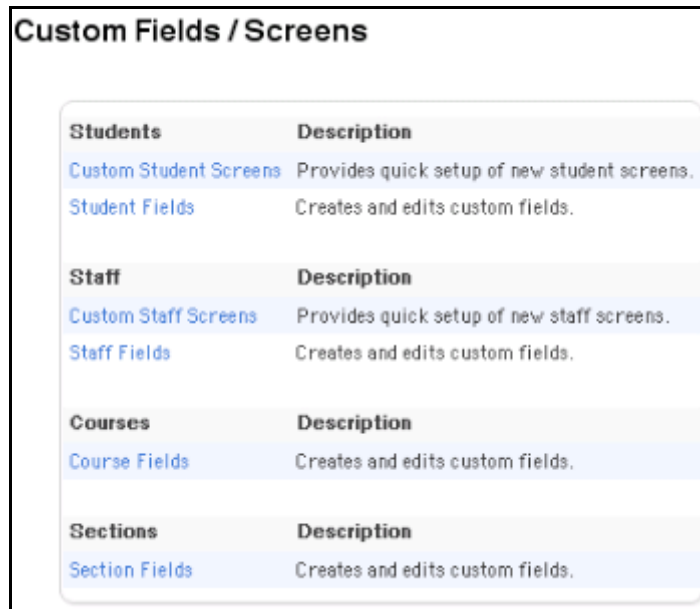 Custom Fields / Screens
Students Description
Custom Student Screens Provides quick setup of new student screens.
Student Fields Creates and edits custom fields.
Staff Description
Custom Staff Screens Provides quick setup of new staff screens.
Staff Fields Creates and edits custom fields.
Courses Description
Course Fields Creates and edits custom fields.
Sections Description
Section Fields Creates and edits custom fields.